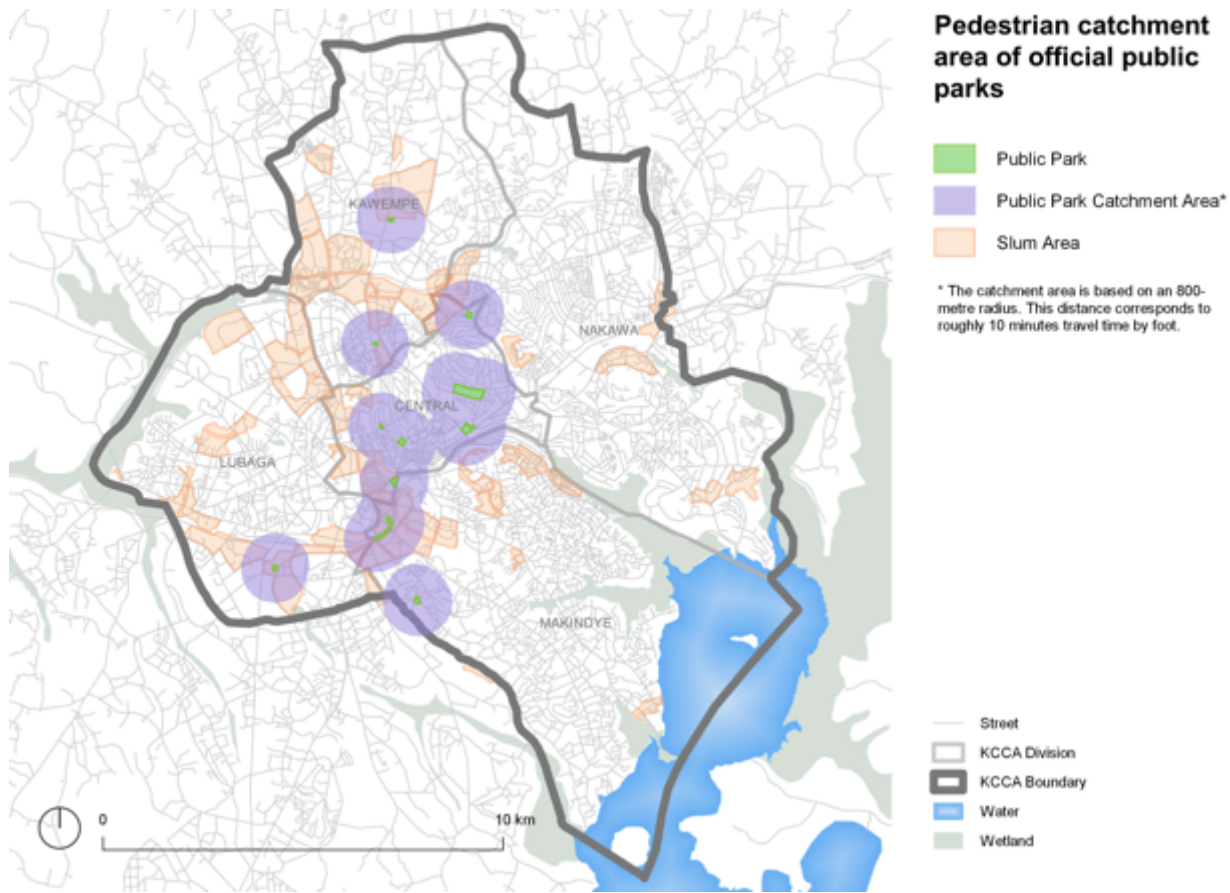 Pedestrian catchment
area of official public
parks
Public Park
Public Park Catchment Area*
Slum Area
* The catchment area is based on an 800-
metre radius. This distance corresponds to
roughly 10 minutes travel time by foot.
KAWEMPE
NAKAWA
CENTRAL
LUBAGA
MAKINDYE
0
10 km
Street
KCCA Division
KCCA Boundary
Water
Wetland